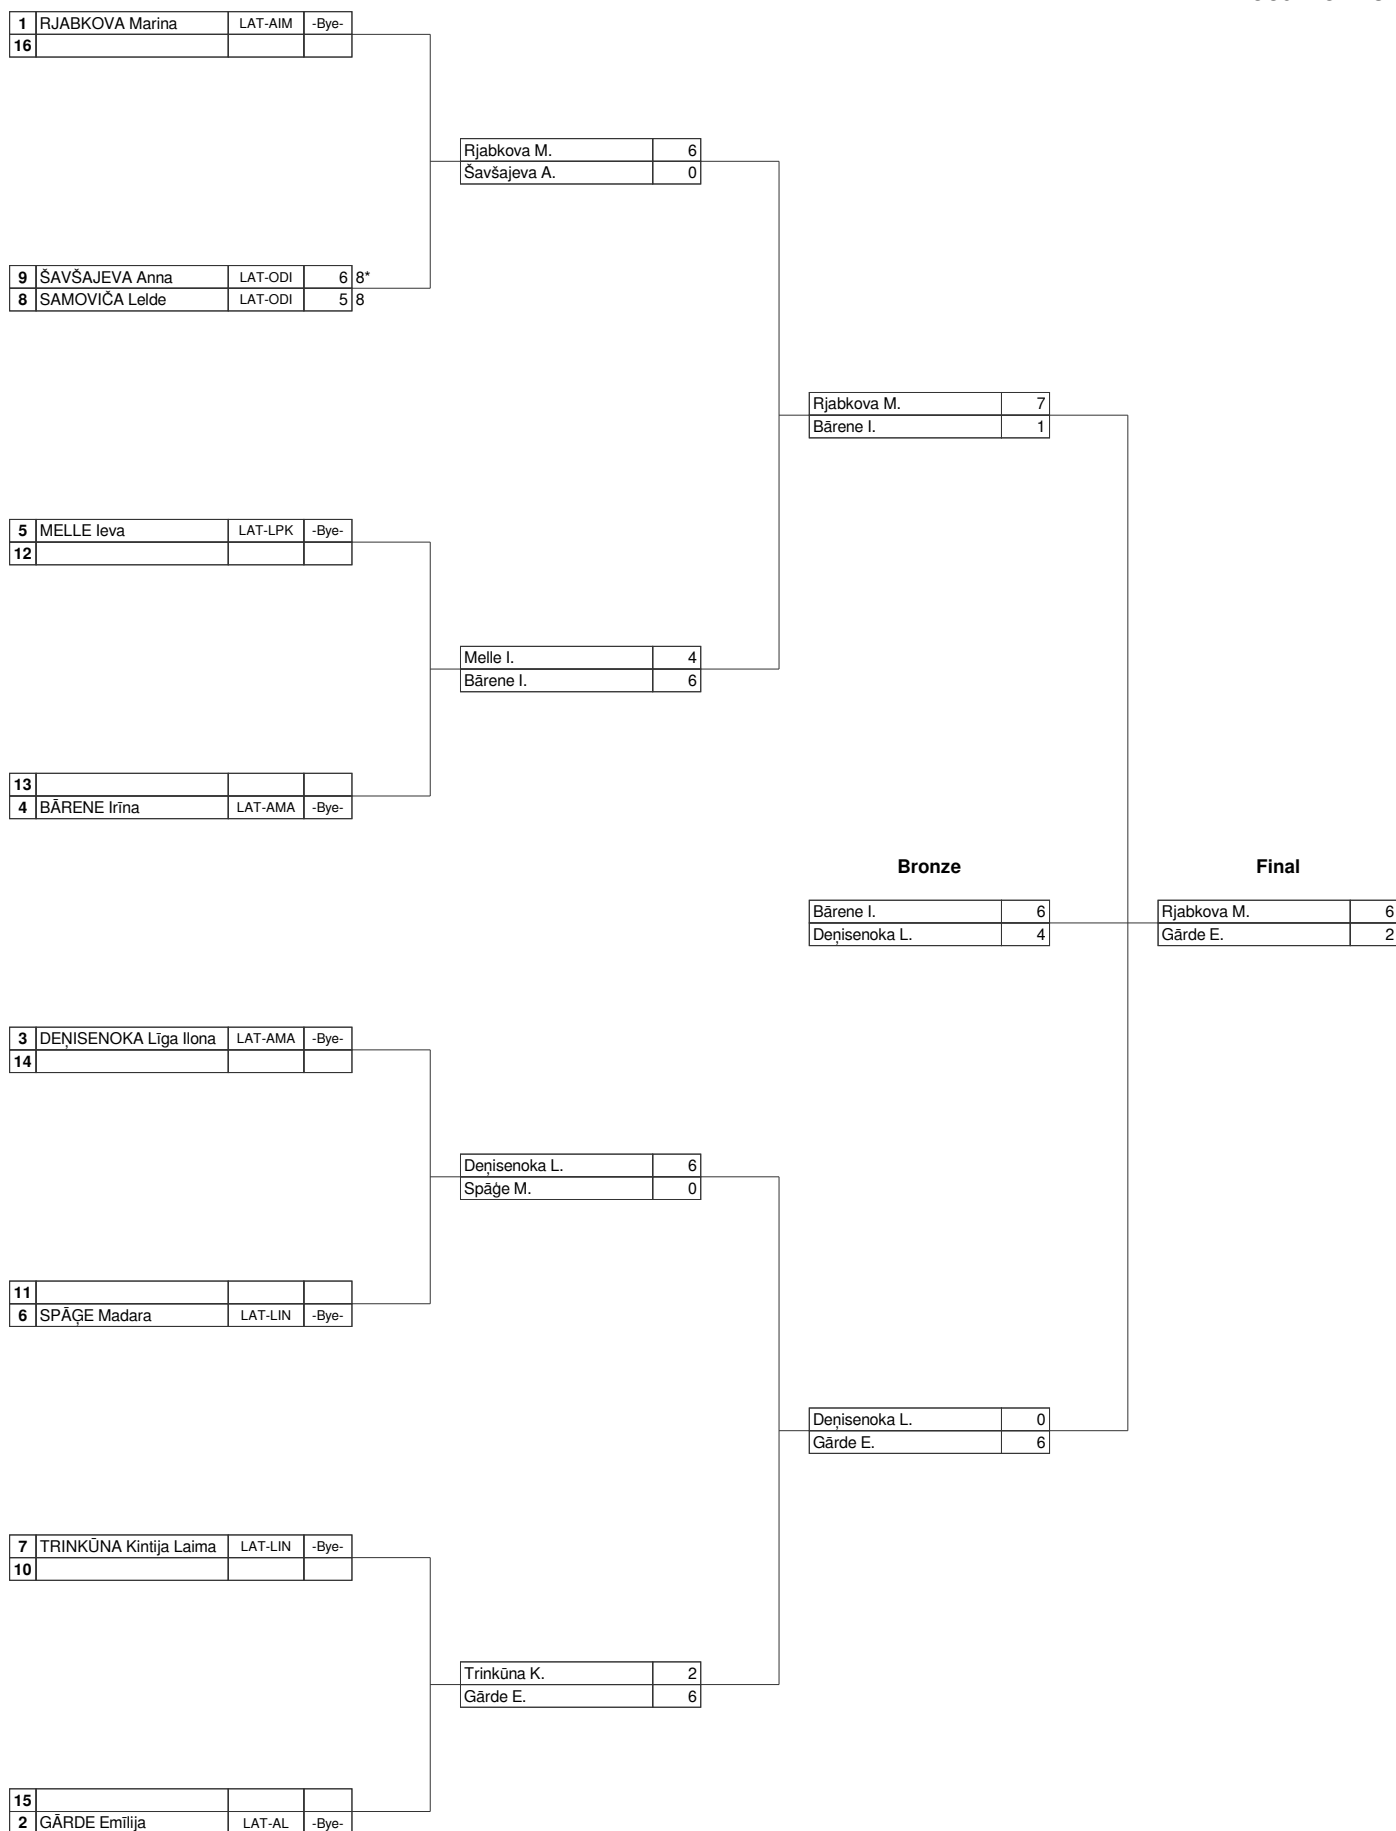 1 RJABKOVA Marina LAT-AIM -Bye-
16
Rjabkova M. 6
Šavšajeva A. 0
9 ŠAVŠAJEVA Anna LAT-ODI 6 8*
8 SAMOVIČA Lelde LAT-ODI 5 8
Rjabkova M. 7
Bārene I. 1
5 MELLE Ieva LAT-LPK -Bye-
12
Melle I. 4
Bārene I. 6
13
4 BĀRENE Irīna LAT-AMA -Bye-
Bronze Final
Bārene I. 6 Rjabkova M. 6
Deņisenoka L. 4 Gārde E. 2
3 DEŅISENOKA Līga Ilona LAT-AMA -Bye-
14
Deņisenoka L. 6
Spāģe M. 0
11
6 SPĀĢE Madara LAT-LIN -Bye-
Deņisenoka L. 0
Gārde E. 6
7 TRINKŪNA Kintija Laima LAT-LIN -Bye-
10
Trinkūna K. 2
Gārde E. 6
15
2 GĀRDE Emīlija LAT-AL -Bye-